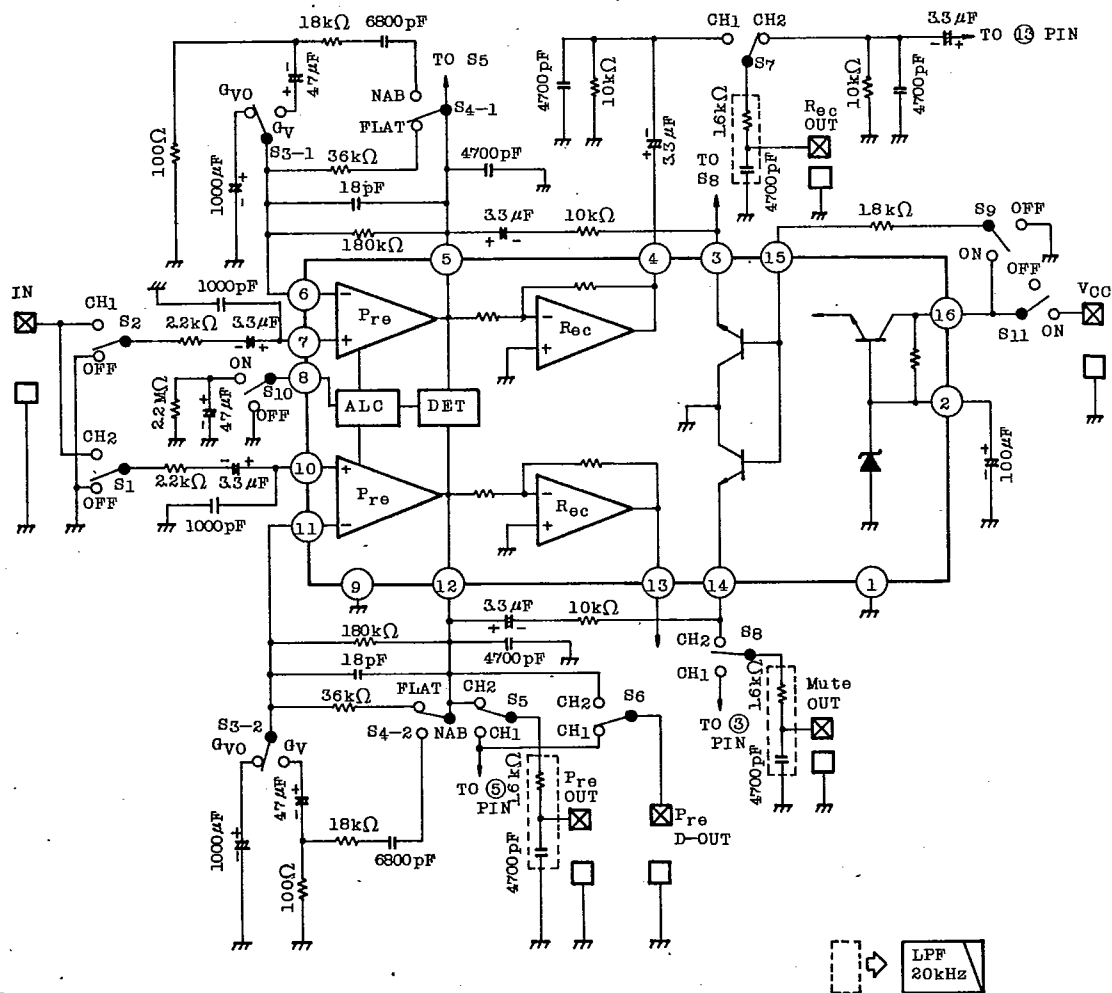 18kΩ 6800pF
TO S5
47μF
GVO
GV
NAB
FLAT
S4-1
S3-1
100Ω
1000μF
36kΩ
18pF
4700pF
3.3μF 10kΩ
180kΩ
CH1 CH2
S7
3.3μF
TO ⑬ PIN
4700pF
10kΩ
3.3μF
TO S8
1.6kΩ
4700pF
Rec OUT
10kΩ
4700pF
1.8kΩ
S9
OFF
ON
OFF
S11
ON
VCC
5 4 3 15
16
2
100μF
IN
CH1
S2
OFF
1000pF
2.2kΩ 3.3μF
6
7
8
ON
S10
OFF
2.2MΩ
47μF
Pre
Rec
ALC
DET
CH2
S1
OFF
2.2kΩ 3.3μF
1000pF
10
11
Pre
Rec
9 12 13 14 1
3.3μF 10kΩ
180kΩ
4700pF
18pF
36kΩ
FLAT
S4-2
NAB
CH2
S5
CH1
TO ⑤ PIN
CH2
S6
CH1
CH2
S8
CH1
TO ③ PIN
1.6kΩ
4700pF
Mute OUT
S3-2
GVO
GV
47μF
1000μF
18kΩ
6800pF
100Ω
1.6kΩ
4700pF
Pre OUT
Pre D-OUT
LPF
20kHz